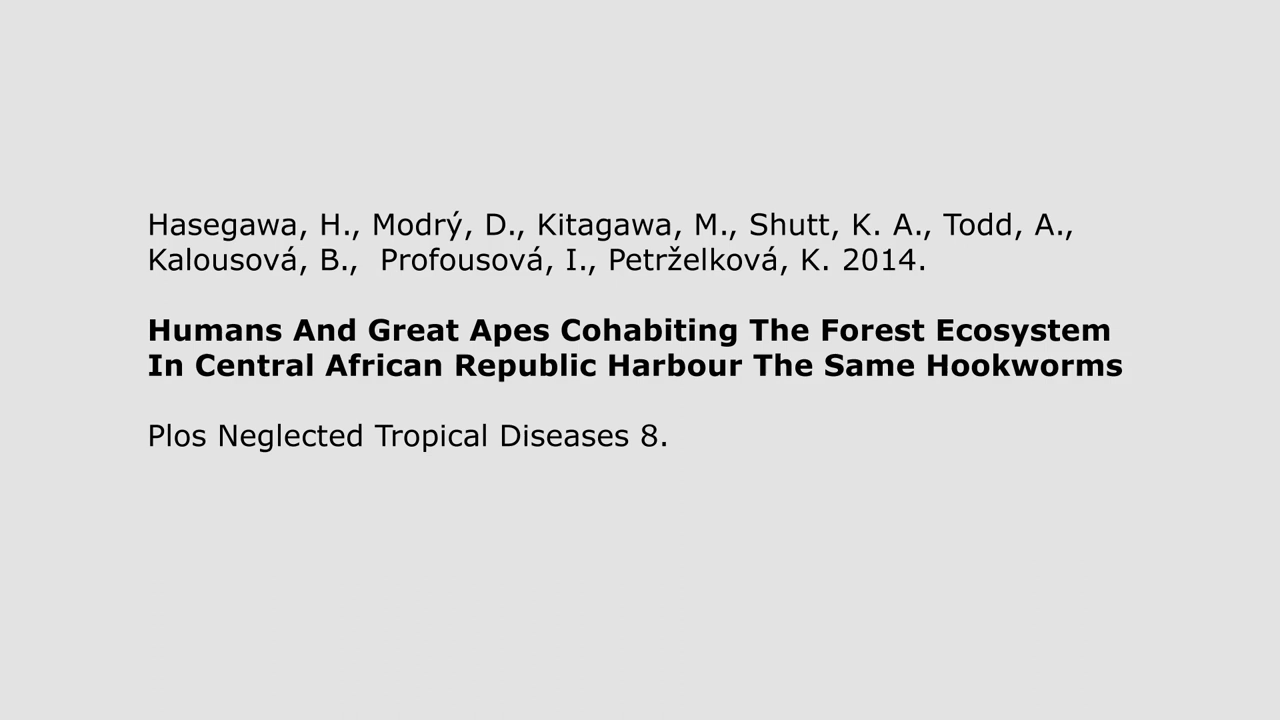 Hasegawa, H., Modrý, D., Kitagawa, M., Shutt, K. A., Todd, A.,
Kalousová, B.,  Profousová, I., Petrželková, K. 2014.
Humans And Great Apes Cohabiting The Forest Ecosystem
In Central African Republic Harbour The Same Hookworms
Plos Neglected Tropical Diseases 8.